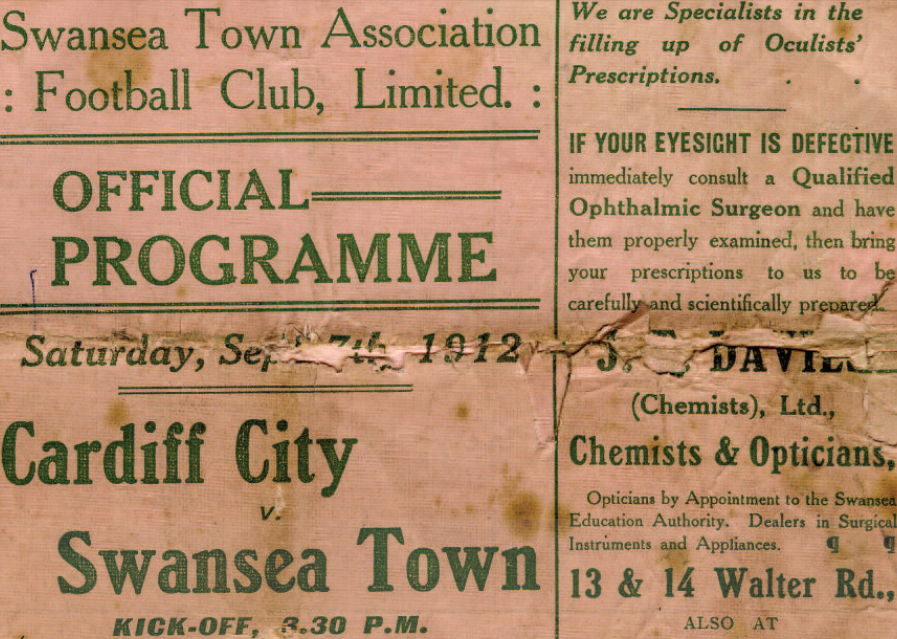 Swansea Town Association
: Football Club, Limited. :
OFFICIAL
PROGRAMME
Saturday, Sept. 7th, 1912
Cardiff City
v.
Swansea Town
KICK-OFF, 3.30 P.M.
We are Specialists in the
filling up of Oculists'
Prescriptions. . .
IF YOUR EYESIGHT IS DEFECTIVE
immediately consult a Qualified
Ophthalmic Surgeon and have
them properly examined, then bring
your prescriptions to us to be
carefully and scientifically prepared.
DAVIES
(Chemists), Ltd.,
Chemists & Opticians,
Opticians by Appointment to the Swansea
Education Authority. Dealers in Surgical
Instruments and Appliances. ¶ ¶
13 & 14 Walter Rd.,
ALSO AT